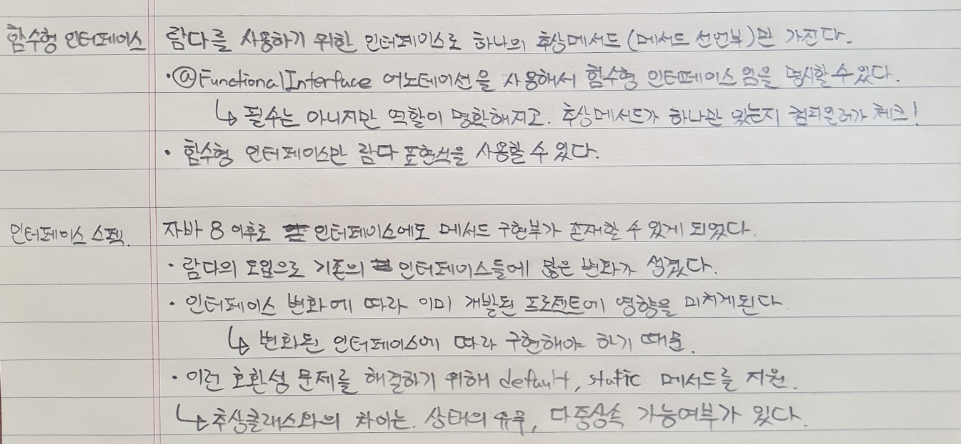 함수형 인터페이스 람다를 사용하기 위한 인터페이스로 하나의 추상메서드(메서드 선언부)만 가진다.
·@FunctionalInterface 어노테이션을 사용해서 함수형 인터페이스 임을 명시할 수 있다.
↳ 필수는 아니지만 역할이 명확해지고. 추상메서드가 하나만 있는지 컴파일러가 체크!
· 함수형 인터페이스만 람다 표현식을 사용할 수 있다.
인터페이스 스펙. 자바 8 이후로 인터페이스에도 메서드 구현부가 존재할 수 있게 되었다.
· 람다의 도입으로 기존의 인터페이스들에 많은 변화가 생겼다.
· 인터페이스 변화에 따라 이미 개발된 프로젝트에 영향을 미치게된다
↳ 변화된 인터페이스에 따라 구현해야 하기 때문.
· 이런 호환성 문제를 해결하기 위해 default, static 메서드를 지원.
↳ 추상클래스와의 차이는. 상태의 유무, 다중상속 가능여부가 있다.